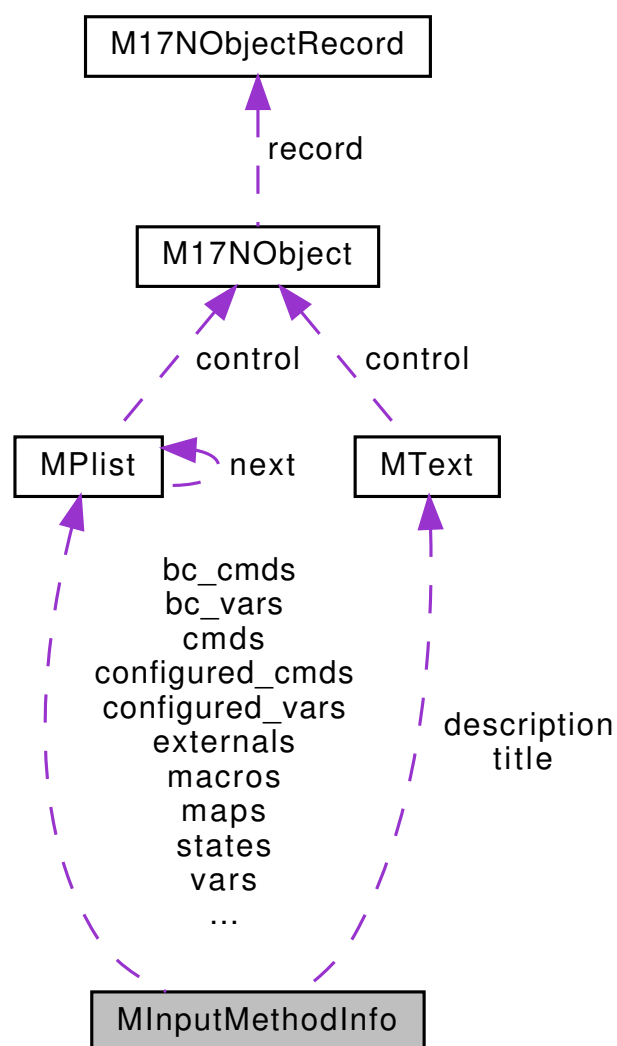 M17NObjectRecord
record
M17NObject
control
control
MPlist
next
MText
bc_cmds
bc_vars
cmds
configured_cmds
configured_vars
externals
macros
maps
states
vars
...
description
title
MInputMethodInfo